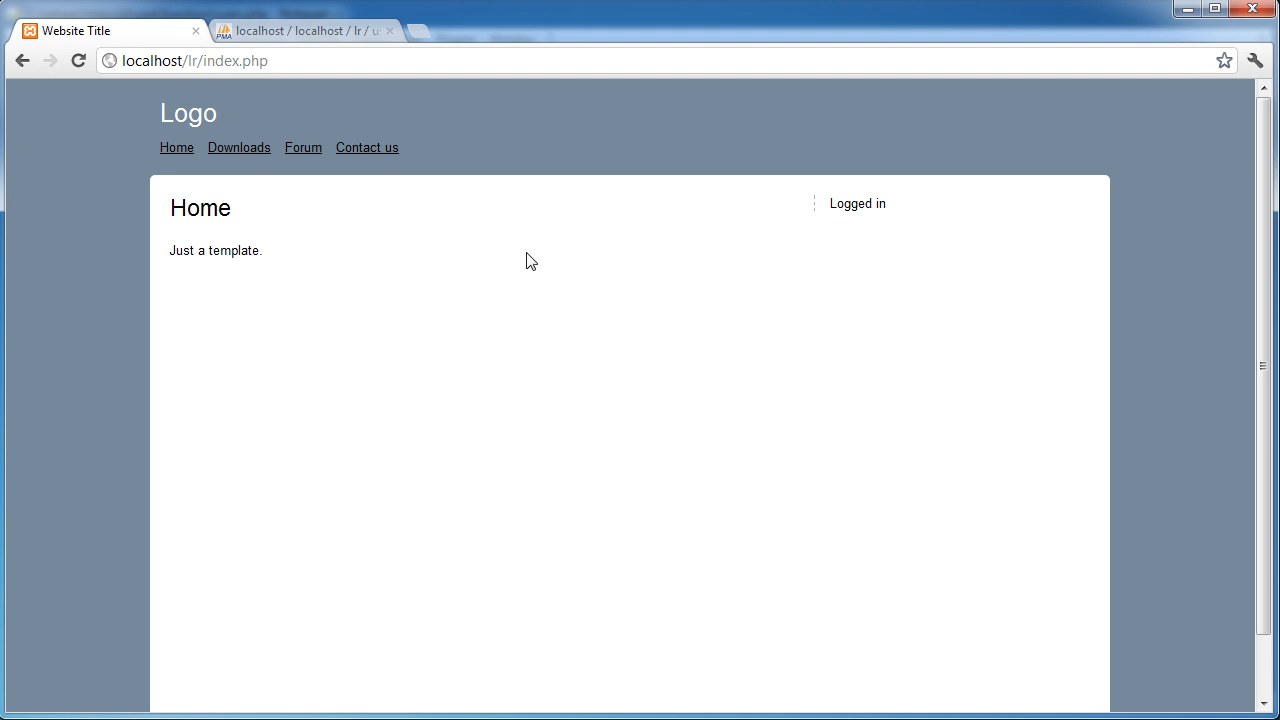 Website Title
localhost / localhost / lr / u
PMA
localhost/lr/index.php
Logo
Home Downloads Forum Contact us
Home
Logged in
Just a template.